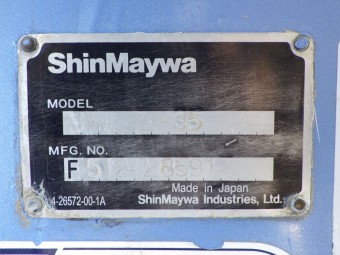 ShinMaywa
MODEL
MFG. NO.
F
Made in Japan
4-26572-00-1A ShinMaywa Industries, Ltd.